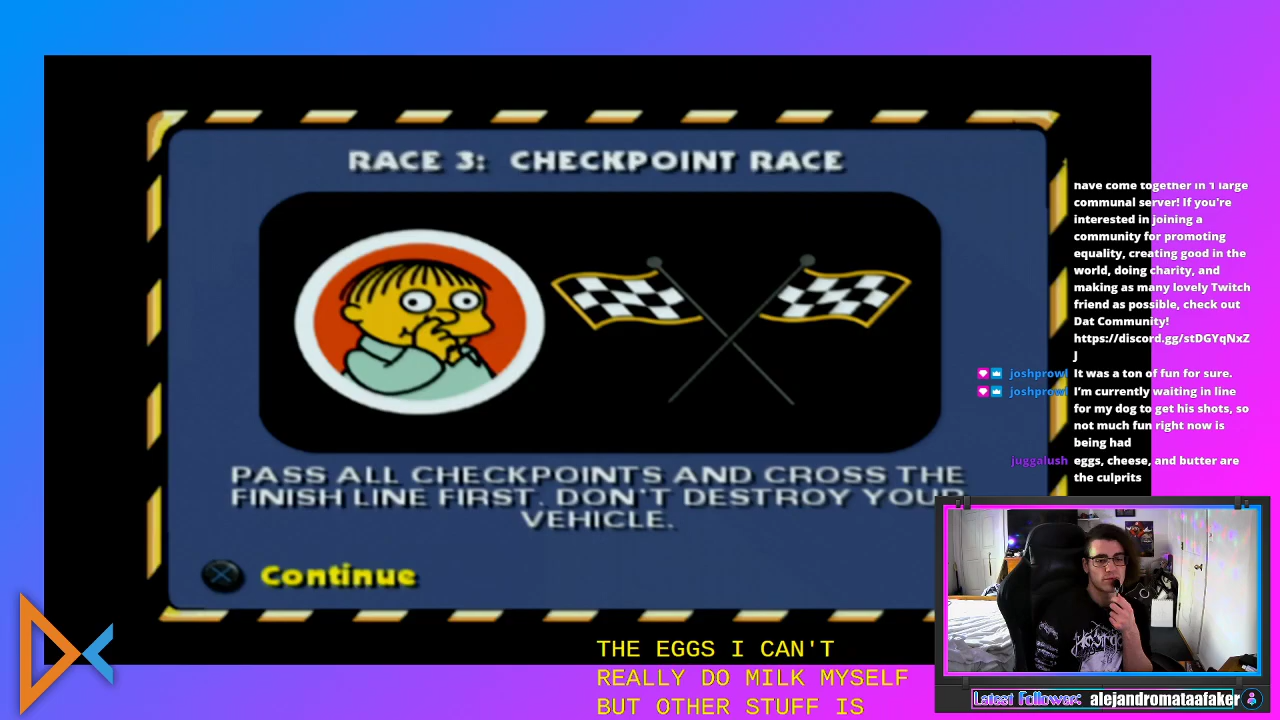 RACE 3: CHECKPOINT RACE
PASS ALL CHECKPOINTS AND CROSS THE
FINISH LINE FIRST. DON'T DESTROY YOUR
VEHICLE.
Continue
have come together in 1 large
communal server! If you're
interested in joining a
community for promoting
equality, creating good in the
world, doing charity, and
making as many lovely Twitch
friend as possible, check out
Dat Community!
https://discord.gg/stDGYqNxZ
J
joshprowl It was a ton of fun for sure.
joshprowl I'm currently waiting in line
for my dog to get his shots, so
not much fun right now is
being had
juggalush eggs, cheese, and butter are
the culprits
THE EGGS I CAN'T
REALLY DO MILK MYSELF
BUT OTHER STUFF IS
Latest Follower: alejandromataafaker